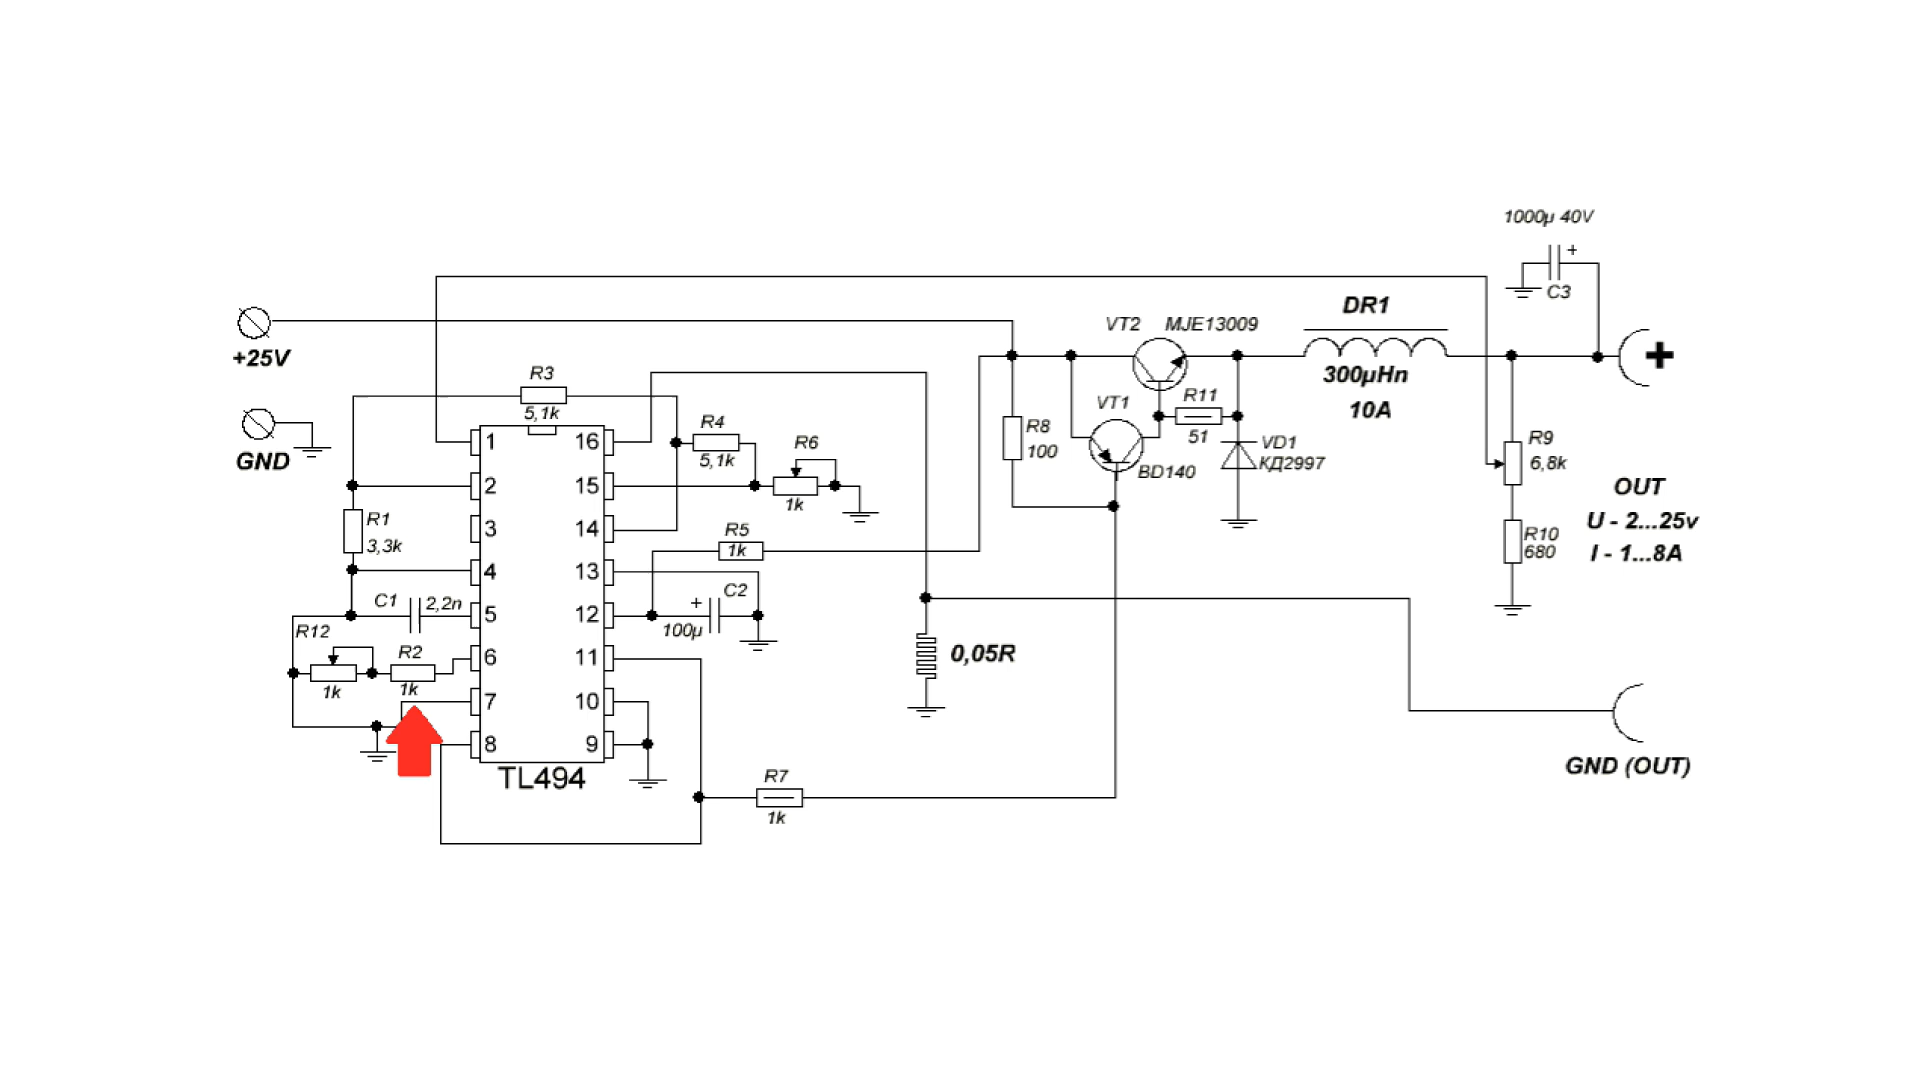 1000µ 40V
+
C3
DR1
VT2 MJE13009
+25V
300µHn
10A
R3
5,1k
VT1
R11
51
R8
100
BD140
VD1
КД2997
R9
6,8k
GND
R4
5,1k
R6
1k
1 16
2 15
3 14
4 13
5 12
6 11
7 10
8 9
TL494
R1
3,3k
C1 2,2n
R12
1k
R2
1k
R5
1k
+
C2
100µ
R7
1k
0,05R
R10
680
OUT
U - 2...25v
I - 1...8A
+
GND (OUT)